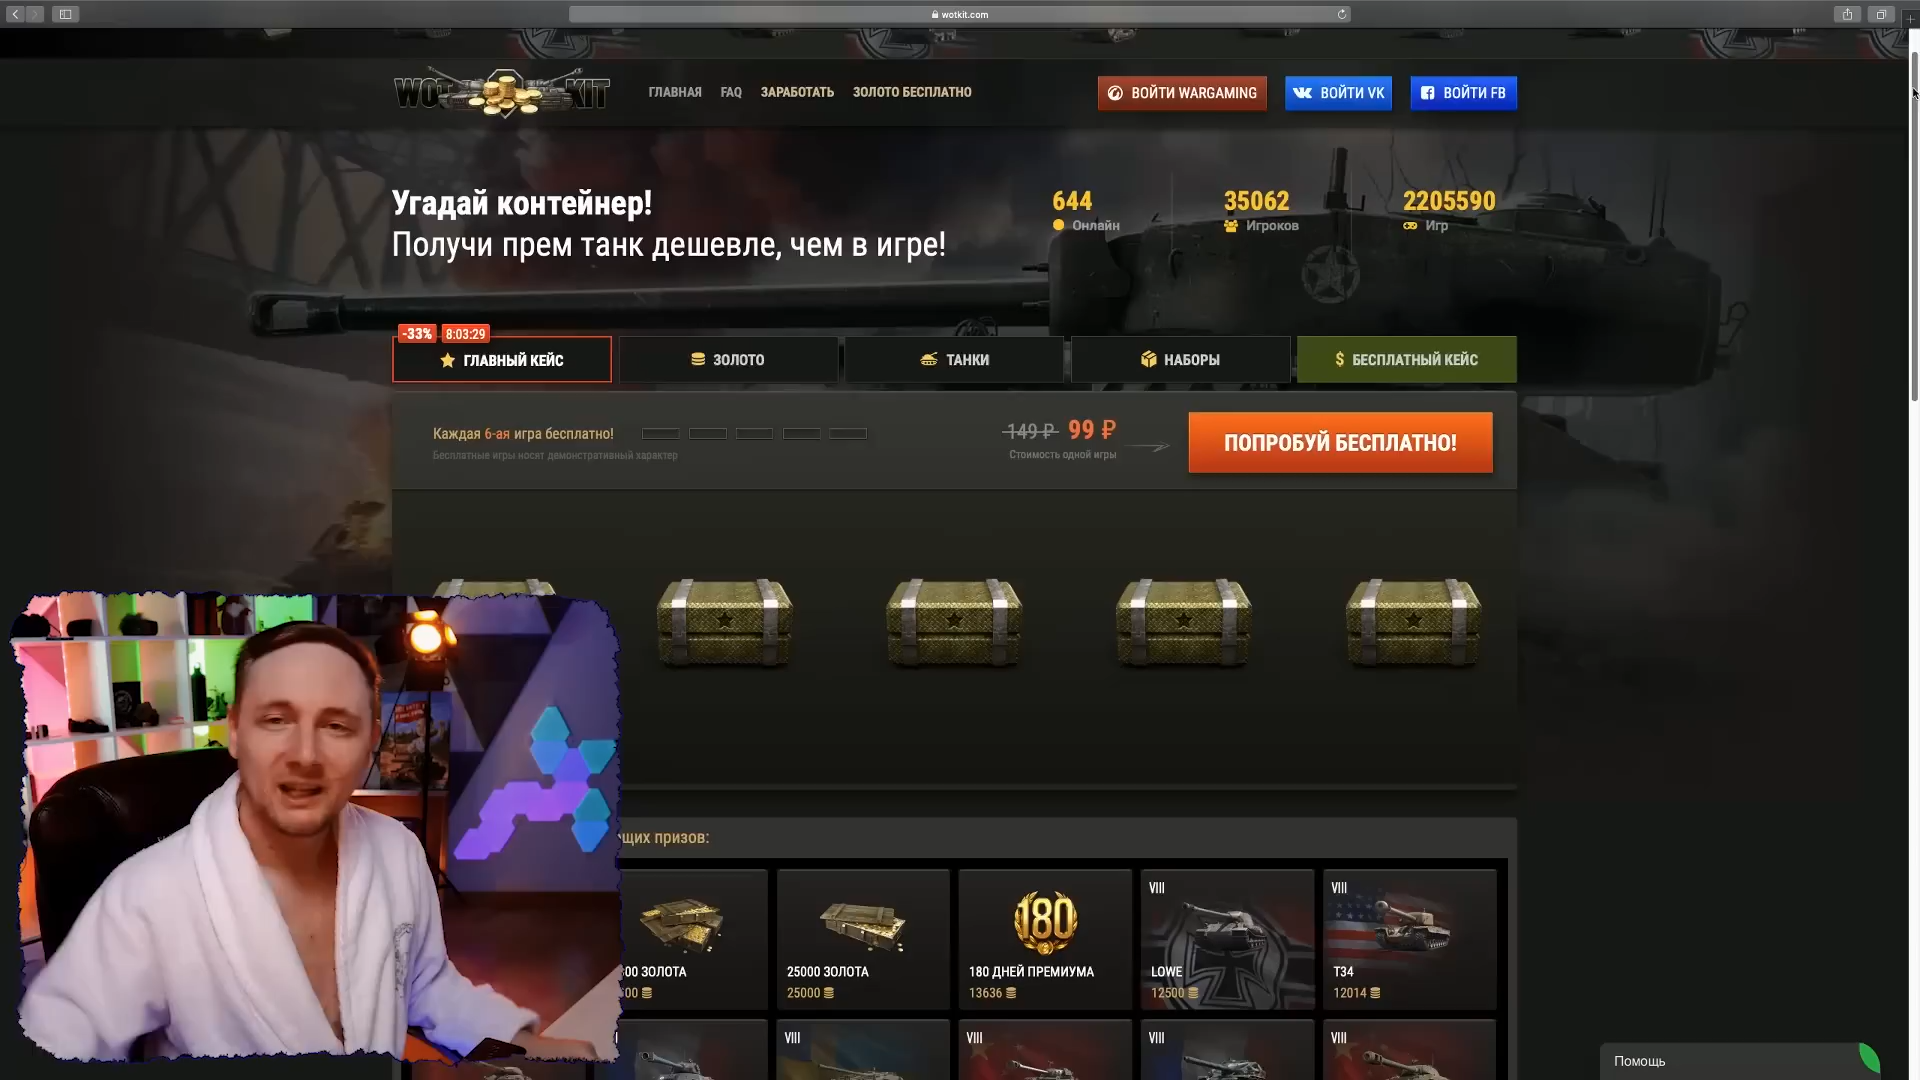 wotkit.com
WOT KIT
ГЛАВНАЯ
FAQ
ЗАРАБОТАТЬ
ЗОЛОТО БЕСПЛАТНО
ВОЙТИ WARGAMING
ВОЙТИ VK
ВОЙТИ FB
Угадай контейнер!
Получи прем танк дешевле, чем в игре!
644
Онлайн
35062
Игроков
2205590
Игр
-33%
8:03:29
ГЛАВНЫЙ КЕЙС
ЗОЛОТО
ТАНКИ
НАБОРЫ
$ БЕСПЛАТНЫЙ КЕЙС
Каждая 6-ая игра бесплатно!
Бесплатные игры носят демонстративный характер
149 ₽ 99 ₽
Стоимость одной игры
ПОПРОБУЙ БЕСПЛАТНО!
щих призов:
00 ЗОЛОТА
00
25000 ЗОЛОТА
25000
180
180 ДНЕЙ ПРЕМИУМА
13636
VIII
LOWE
12500
VIII
T34
12014
VIII
VIII
VIII
VIII
Помощь